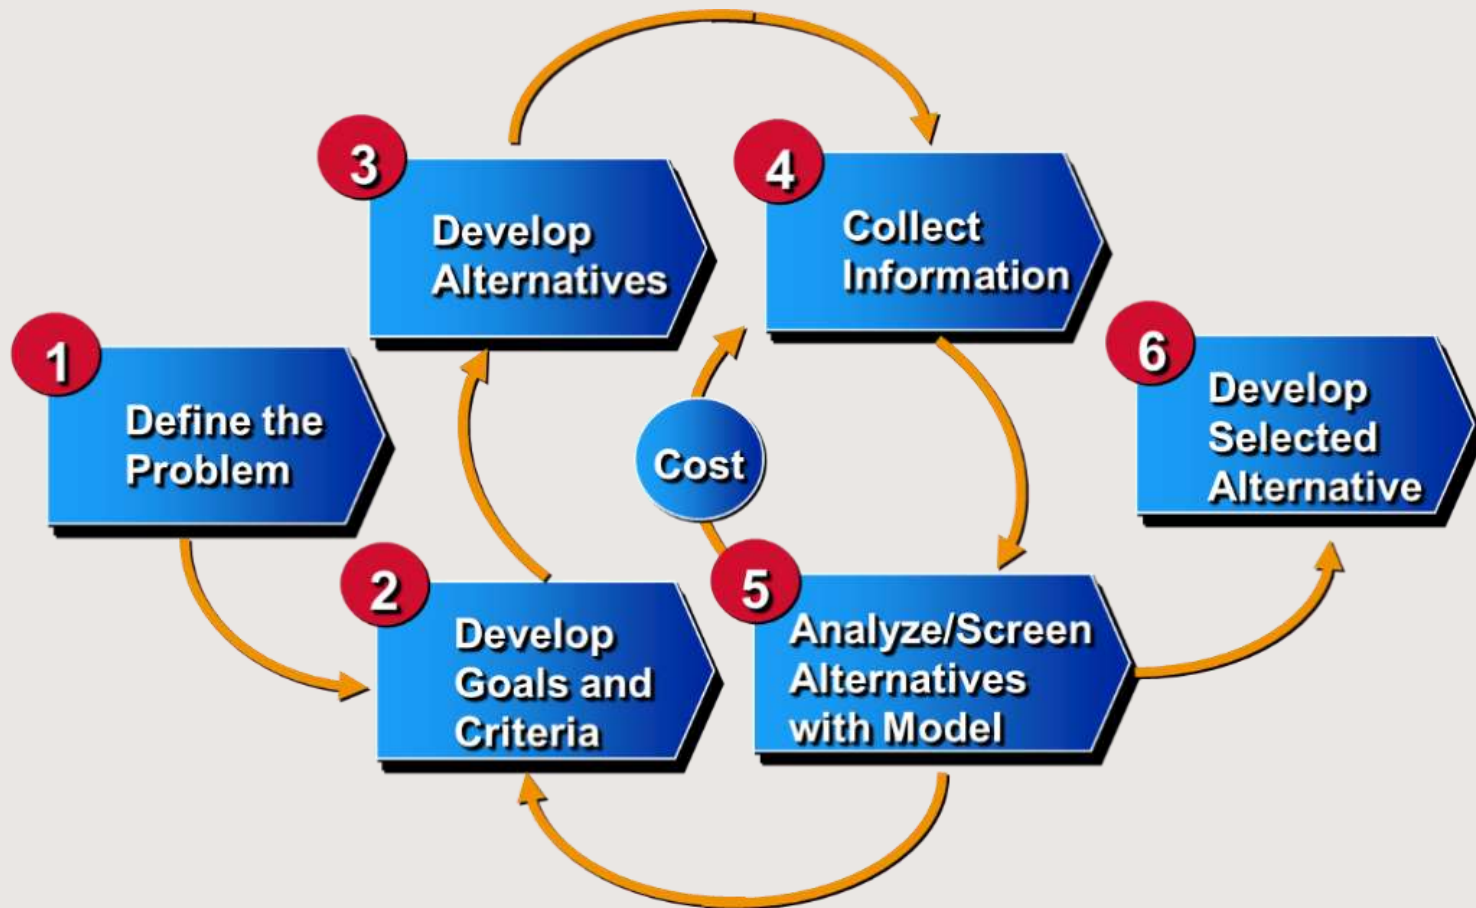 1
Define the
Problem
2
Develop
Goals and
Criteria
3
Develop
Alternatives
4
Collect
Information
Cost
5
Analyze/Screen
Alternatives
with Model
6
Develop
Selected
Alternative